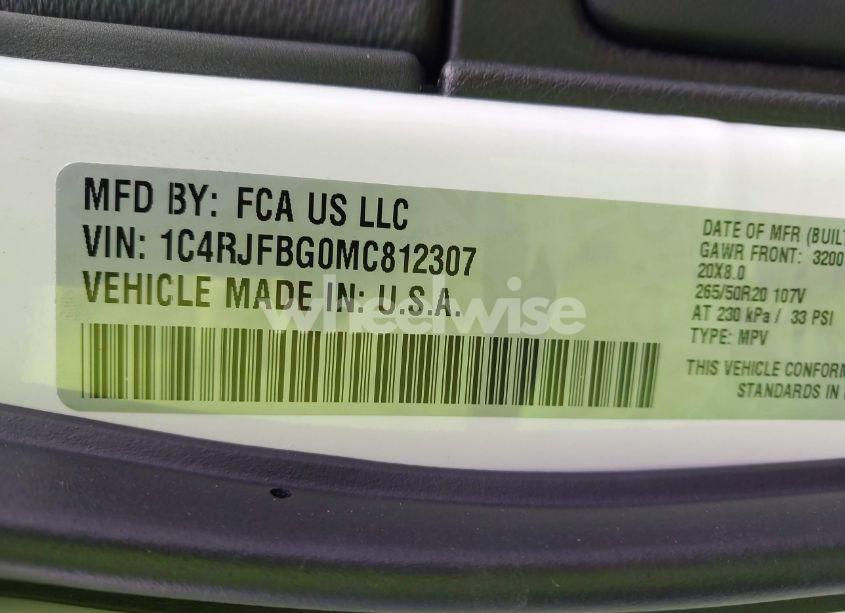 MFD BY: FCA US LLC
VIN: 1C4RJFBG0MC812307
VEHICLE MADE IN: U.S.A.
wheelwise
DATE OF MFR (BUILT
GAWR FRONT: 3200
20X8.0
265/50R20 107V
AT 230 kPa / 33 PSI
TYPE: MPV
THIS VEHICLE CONFORM
STANDARDS IN